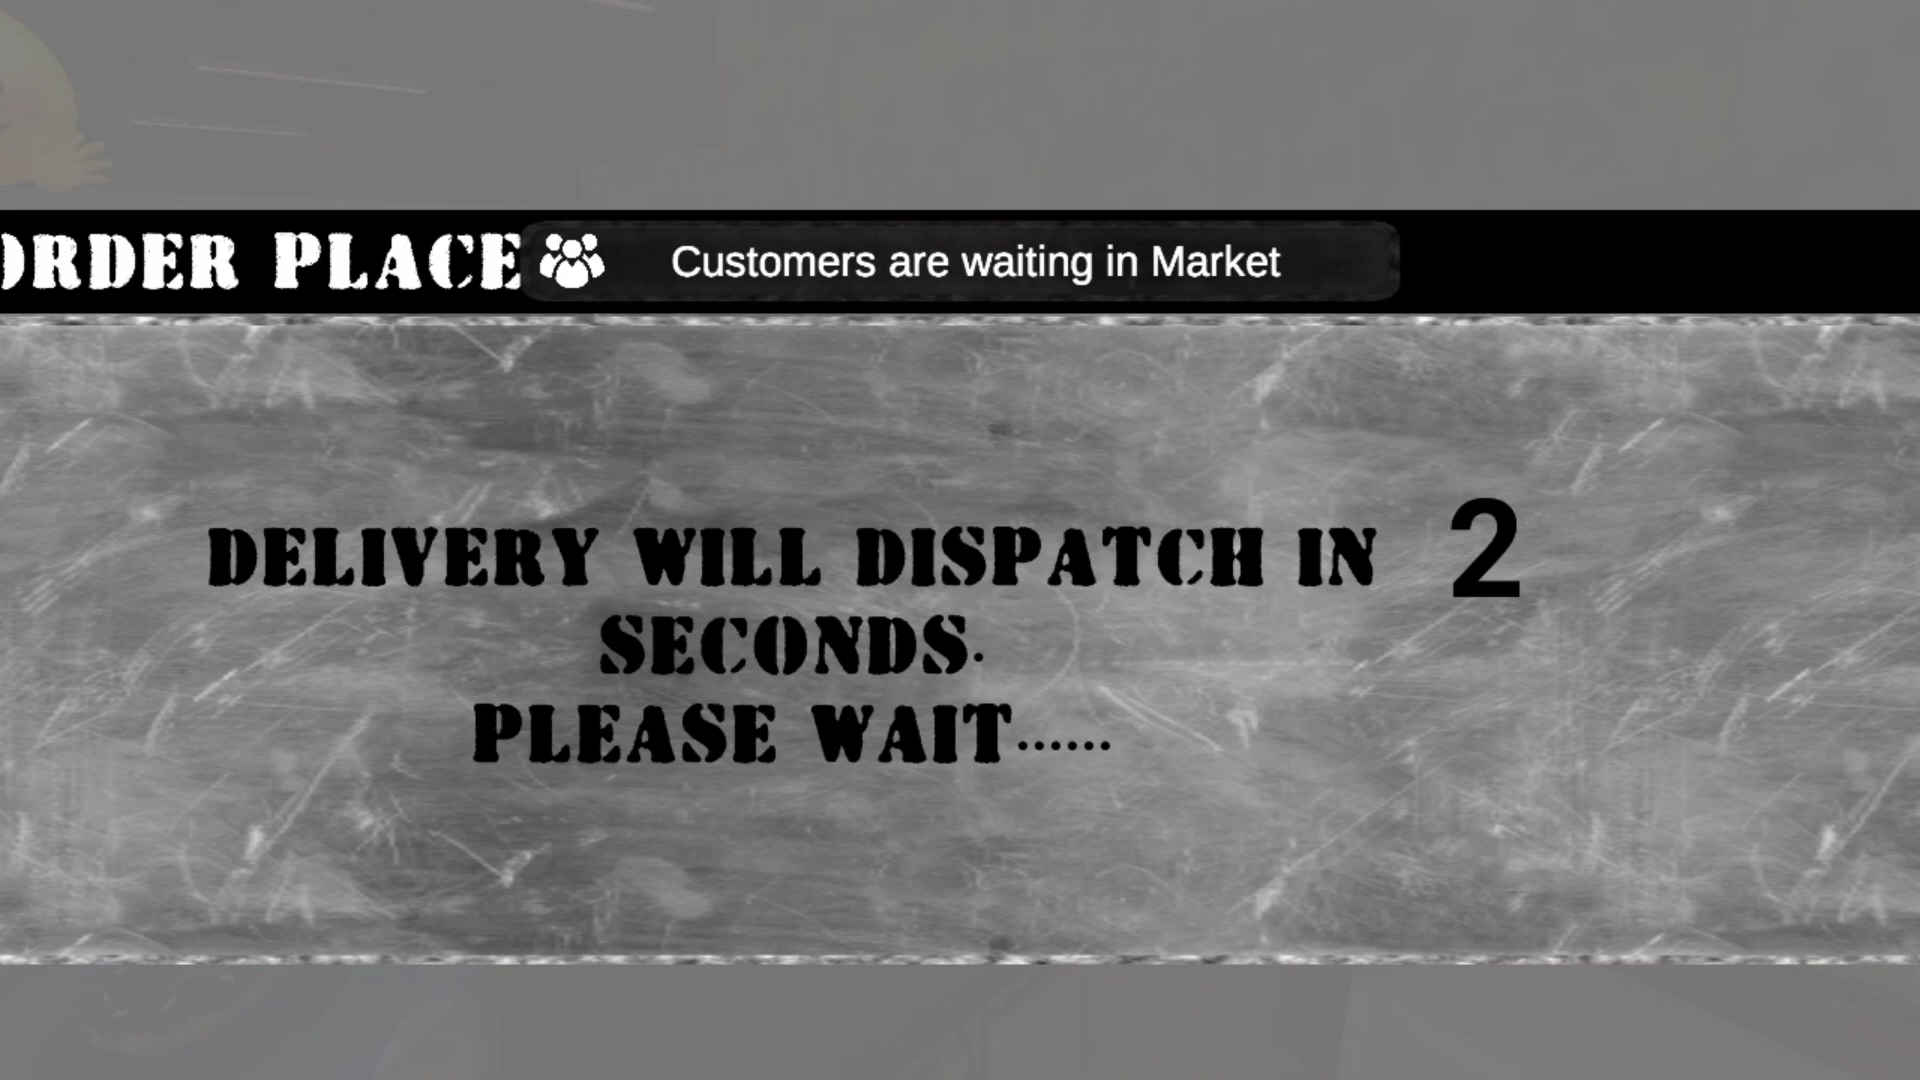 ORDER PLACE
Customers are waiting in Market
DELIVERY WILL DISPATCH IN 2
SECONDS.
PLEASE WAIT......